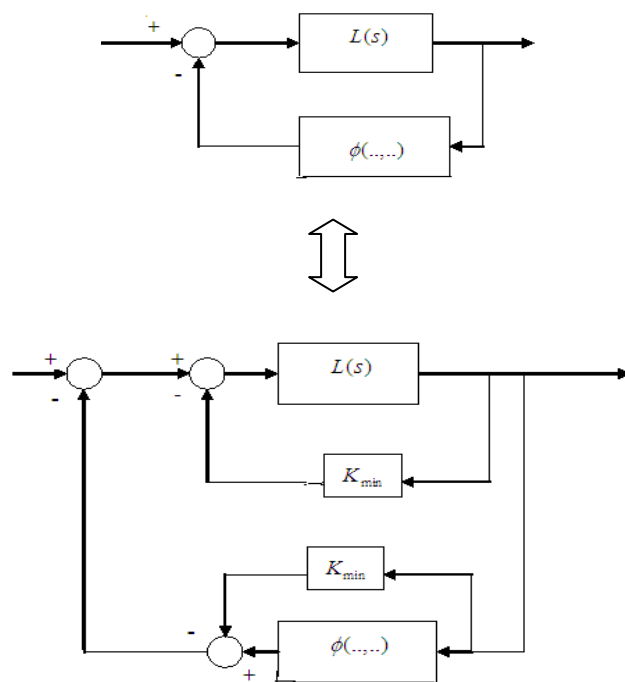 +
L(s)
-
ϕ(..,..)
+
+
L(s)
-
-
K_min
K_min
-
ϕ(..,..)
+